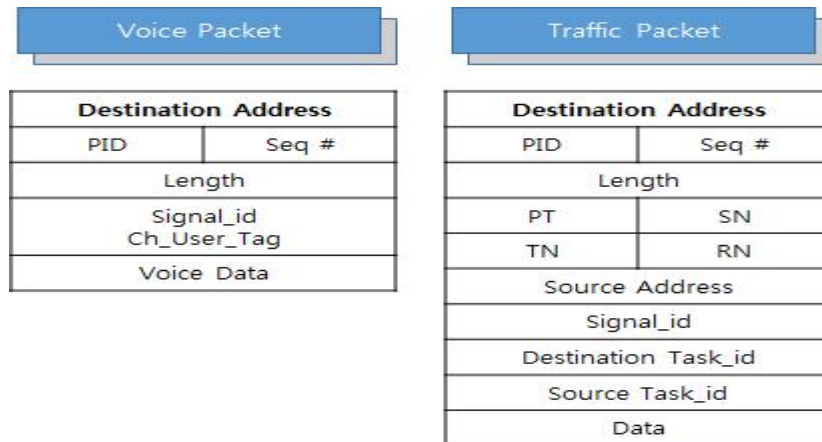 Voice Packet
Destination Address
PID Seq #
Length
Signal_id
Ch_User_Tag
Voice Data
Traffic Packet
Destination Address
PID Seq #
Length
PT SN
TN RN
Source Address
Signal_id
Destination Task_id
Source Task_id
Data